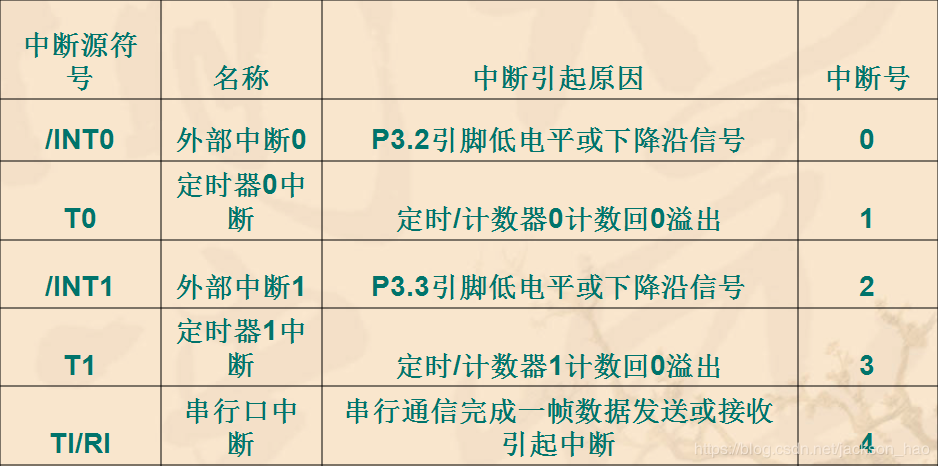 中断源符号
名称
中断引起原因
中断号
/INT0
外部中断0
P3.2引脚低电平或下降沿信号
0
T0
定时器0中断
定时/计数器0计数回0溢出
1
/INT1
外部中断1
P3.3引脚低电平或下降沿信号
2
T1
定时器1中断
定时/计数器1计数回0溢出
3
TI/RI
串行口中断
串行通信完成一帧数据发送或接收
引起中断
4
https://blog.csdn.net/jackson_hao